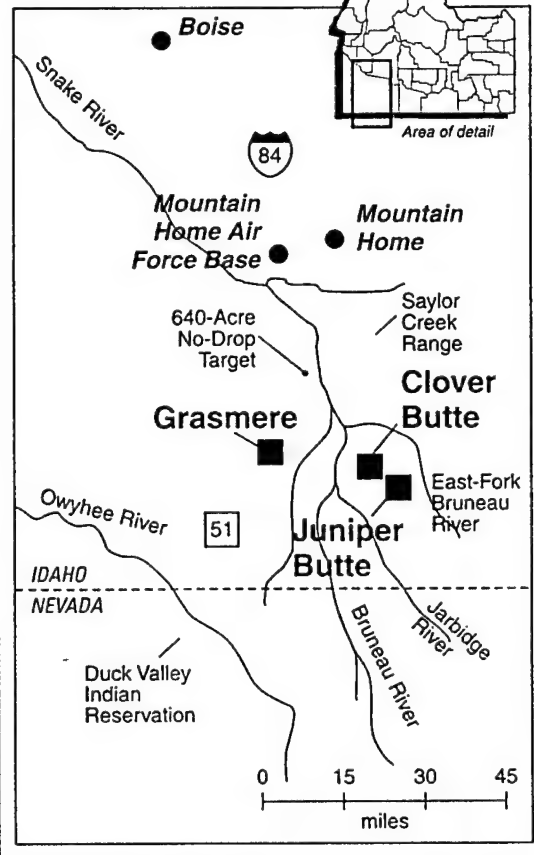 Boise
Snake River
Area of detail
84
Mountain
Home Air
Force Base
Mountain
Home
640-Acre
No-Drop
Target
Saylor
Creek
Range
Clover
Butte
Grasmere
East-Fork
Bruneau
River
Owyhee River
51
Juniper
Butte
IDAHO
NEVADA
Jarbidge
River
Bruneau River
Duck Valley
Indian
Reservation
0 15 30 45
miles